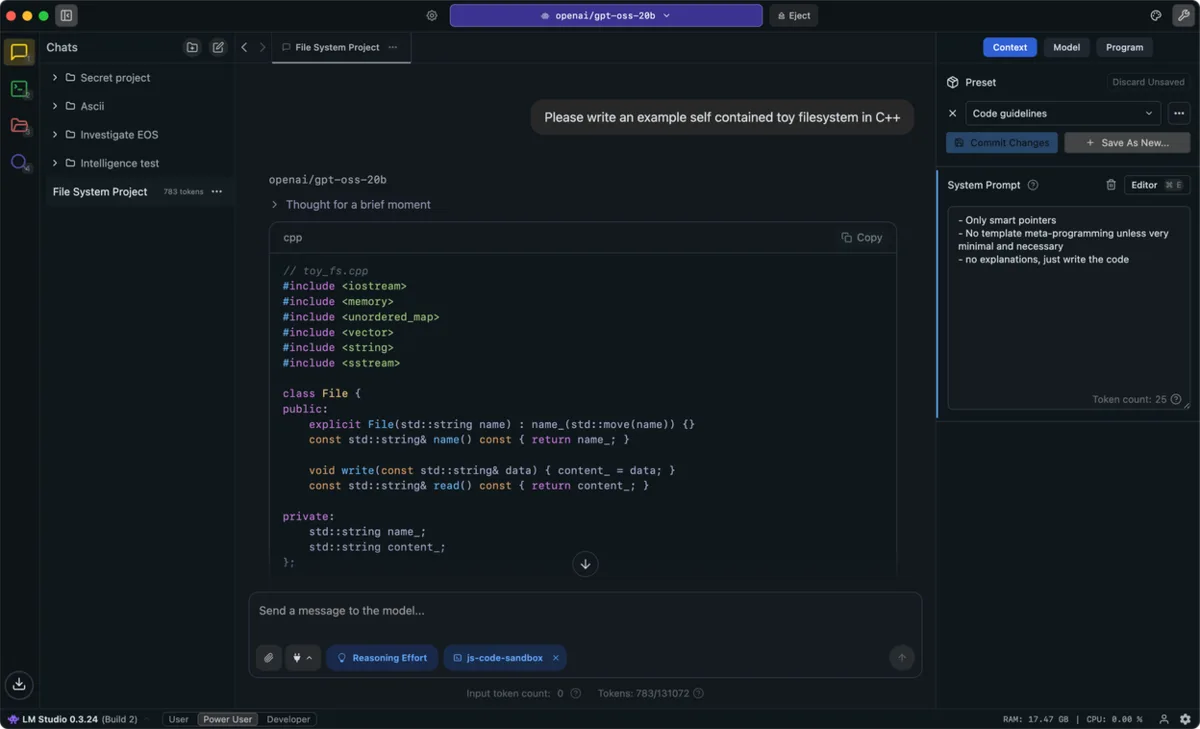 openai/gpt-oss-20b
Eject
Chats
File System Project
Context
Model
Program
Secret project
Ascii
Investigate EOS
Intelligence test
File System Project 783 tokens
Please write an example self contained toy filesystem in C++
openai/gpt-oss-20b
Thought for a brief moment
cpp
Copy
// toy_fs.cpp
#include <iostream>
#include <memory>
#include <unordered_map>
#include <vector>
#include <string>
#include <sstream>
class File {
public:
explicit File(std::string name) : name_(std::move(name)) {}
const std::string& name() const { return name_; }
void write(const std::string& data) { content_ = data; }
const std::string& read() const { return content_; }
private:
std::string name_;
std::string content_;
};
Send a message to the model...
Reasoning Effort
js-code-sandbox
Input token count: 0
Tokens: 783/131072
Preset
Discard Unsaved
Code guidelines
Commit Changes
+ Save As New...
System Prompt
Editor ⌘ E
- Only smart pointers
- No template meta-programming unless very
minimal and necessary
- no explanations, just write the code
Token count: 25
LM Studio 0.3.24 (Build 2)
User
Power User
Developer
RAM: 17.47 GB | CPU: 0.00 %